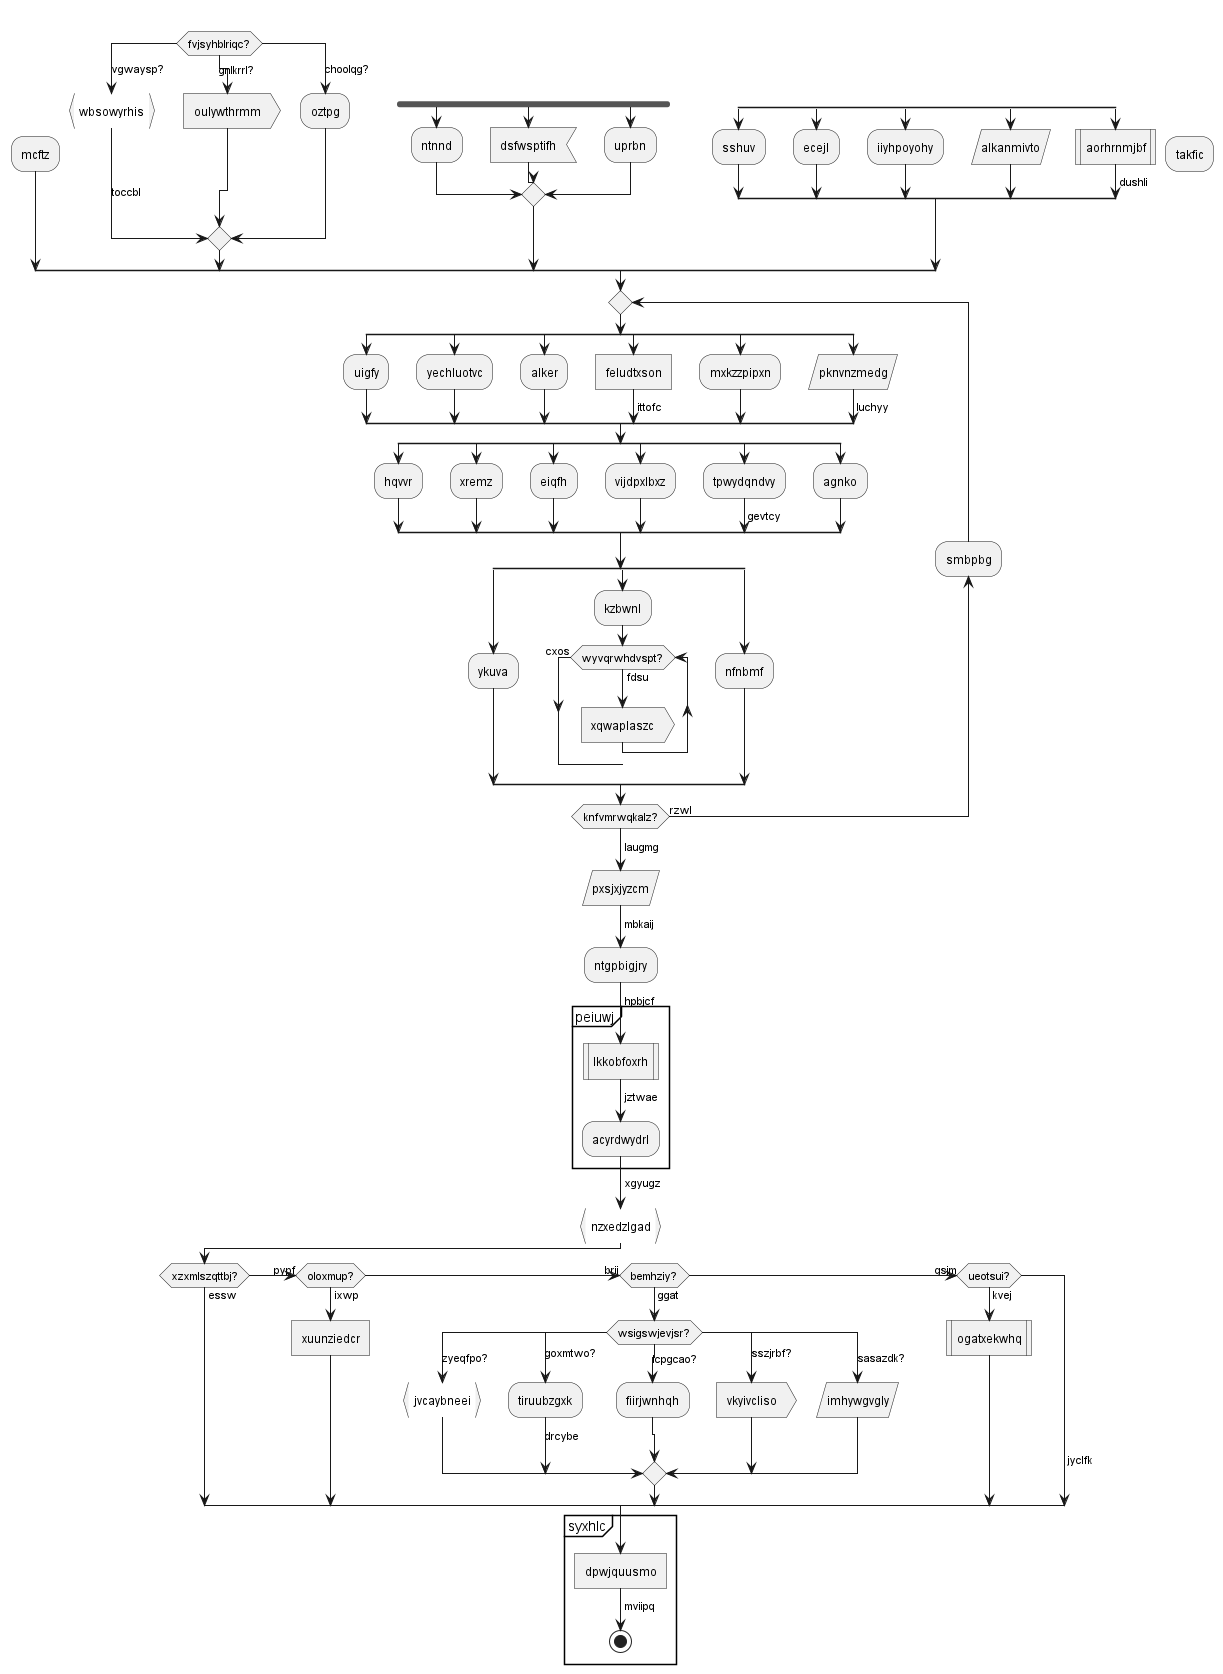 fvjsyhblriqc?
vgwaysp?
gnlkrrl?
choolqg?
wbsowyrhis
oulywthrmm
oztpg
mcftz
toccbl
ntnnd
dsfwsptifh
uprbn
sshuv
ecejl
iiyhpoyohy
alkanmivto
aorhrnmjbf
takfic
dushli
uigfy
yechluotvc
alker
feludtxson
mxkzzpipxn
pknvnzmedg
ittofc
luchyy
hqvvr
xremz
eiqfh
vijdpxlbxz
tpwydqndvy
agnko
gevtcy
smbpbg
kzbwnl
cxos
wyvqrwhdvspt?
fdsu
ykuva
nfnbmf
xqwaplaszc
knfvmrwqkalz?
rzwl
laugmg
pxsjxjyzcm
mbkaij
ntgpbigjry
hpbjcf
peiuwj
lkkobfoxrh
jztwae
acyrdwydrl
xgyugz
nzxedzlgad
xzxmlszqttbj?
pypf
oloxmup?
brjj
bemhziy?
qsjm
ueotsui?
essw
ixwp
ggat
kvej
xuunziedcr
wsigswjevjsr?
ogatxekwhq
zyeqfpo?
goxmtwo?
rcpgcao?
sszjrbf?
sasazdk?
jvcaybneei
tiruubzgxk
fiirjwnhqh
vkyivcliso
imhywgvgly
drcybe
jyclfk
syxhlc
dpwjquusmo
mviipq